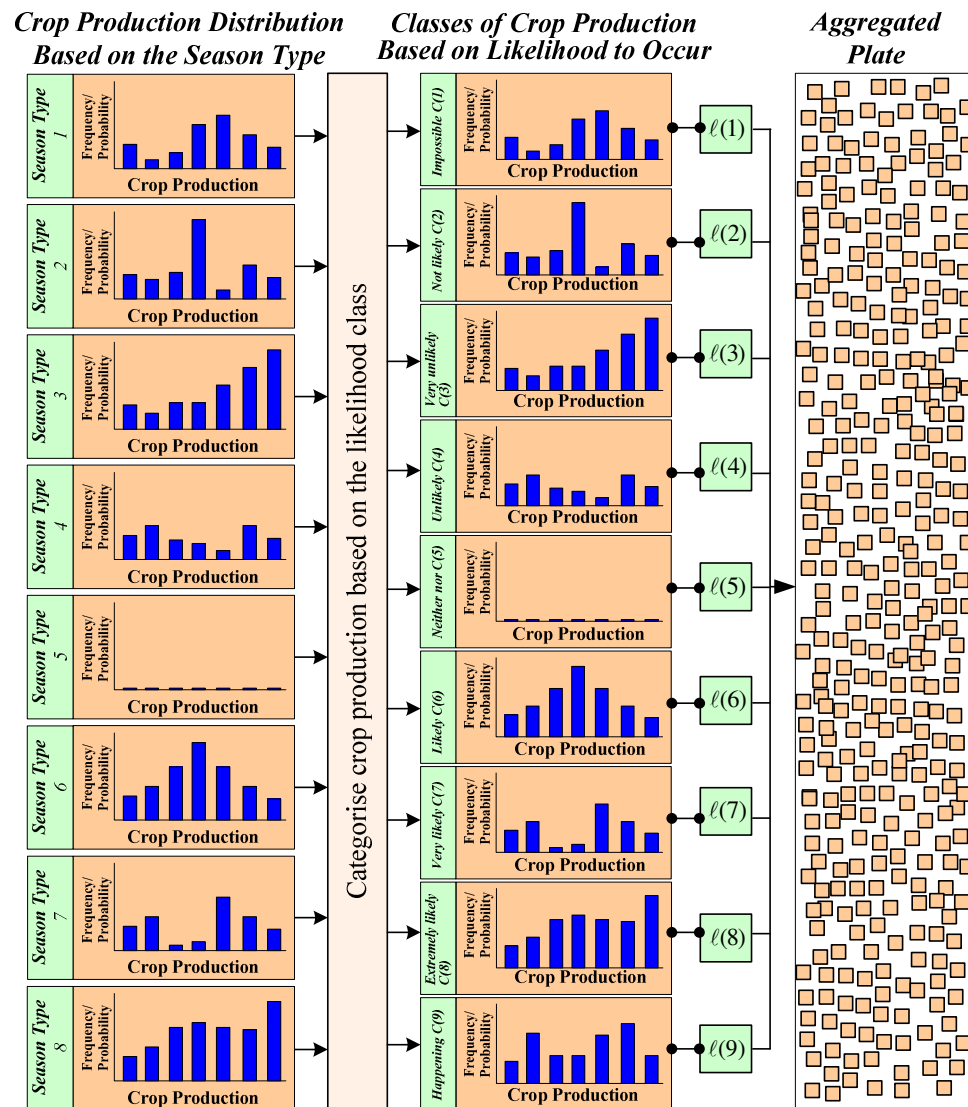 Crop Production Distribution
Based on the Season Type
Classes of Crop Production
Based on Likelihood to Occur
Aggregated
Plate
Season Type
1
Frequency/
Probability
Crop Production
Season Type
2
Frequency/
Probability
Crop Production
Season Type
3
Frequency/
Probability
Crop Production
Season Type
4
Frequency/
Probability
Crop Production
Season Type
5
Frequency/
Probability
Crop Production
Season Type
6
Frequency/
Probability
Crop Production
Season Type
7
Frequency/
Probability
Crop Production
Season Type
8
Frequency/
Probability
Crop Production
Categorise crop production based on the likelihood class
Impossible C(1)
Frequency/
Probability
Crop Production
ℓ(1)
Not likely C(2)
Frequency/
Probability
Crop Production
ℓ(2)
Very unlikely
C(3)
Frequency/
Probability
Crop Production
ℓ(3)
Unlikely C(4)
Frequency/
Probability
Crop Production
ℓ(4)
Neither nor C(5)
Frequency/
Probability
Crop Production
ℓ(5)
Likely C(6)
Frequency/
Probability
Crop Production
ℓ(6)
Very likely C(7)
Frequency/
Probability
Crop Production
ℓ(7)
Extremely likely
C(8)
Frequency/
Probability
Crop Production
ℓ(8)
Happening C(9)
Frequency/
Probability
Crop Production
ℓ(9)